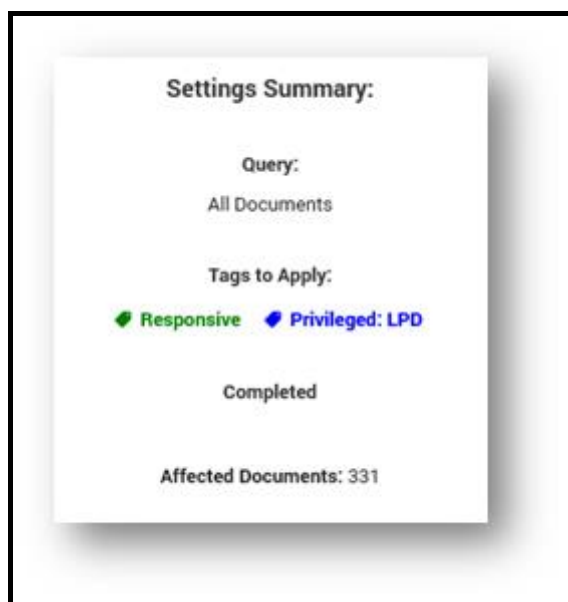 Settings Summary:
Query:
All Documents
Tags to Apply:
Responsive Privileged: LPD
Completed
Affected Documents: 331